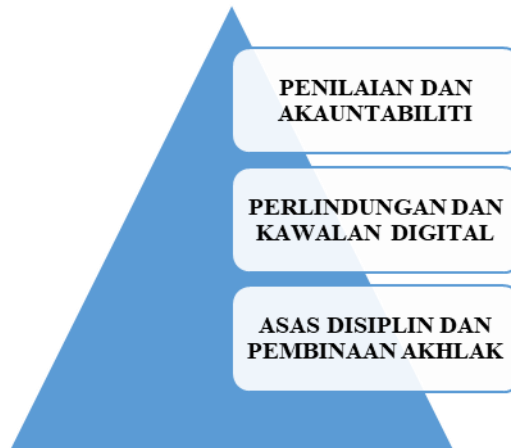 PENILAIAN DAN
AKAUNTABILITI
PERLINDUNGAN DAN
KAWALAN DIGITAL
ASAS DISIPLIN DAN
PEMBINAAN AKHLAK